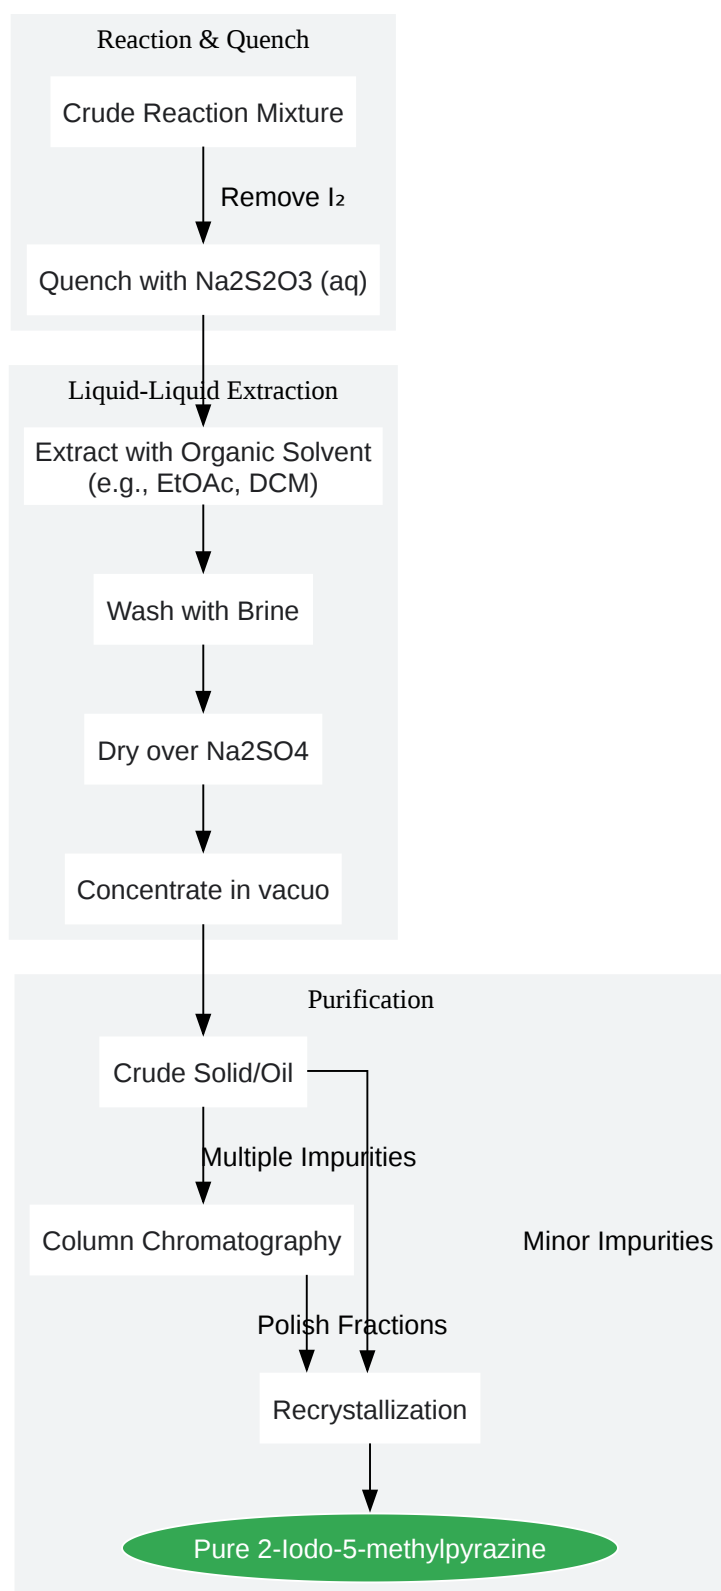 Reaction & Quench
Crude Reaction Mixture
Remove I₂
Quench with Na2S2O3 (aq)
Liquid-Liquid Extraction
Extract with Organic Solvent
(e.g., EtOAc, DCM)
Wash with Brine
Dry over Na2SO4
Concentrate in vacuo
Purification
Crude Solid/Oil
Multiple Impurities
Column Chromatography
Minor Impurities
Polish Fractions
Recrystallization
Pure 2-Iodo-5-methylpyrazine